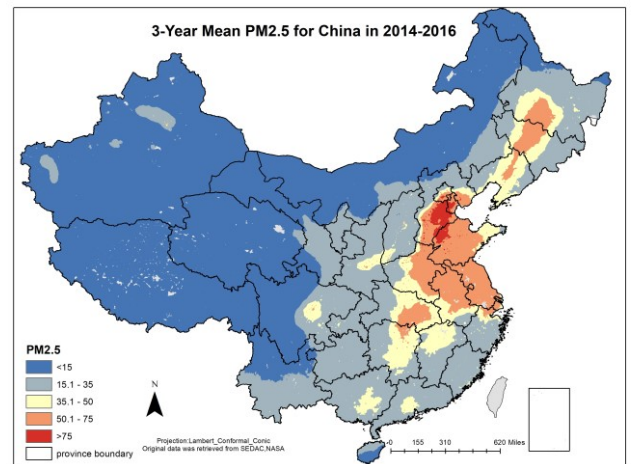 3-Year Mean PM2.5 for China in 2014-2016
PM2.5
<15
15.1 - 35
35.1 - 50
50.1 - 75
>75
province boundary
N
Projection:Lambert_Conformal_Conic
Original data was retrieved from SEDAC,NASA
0 155 310 620 Miles